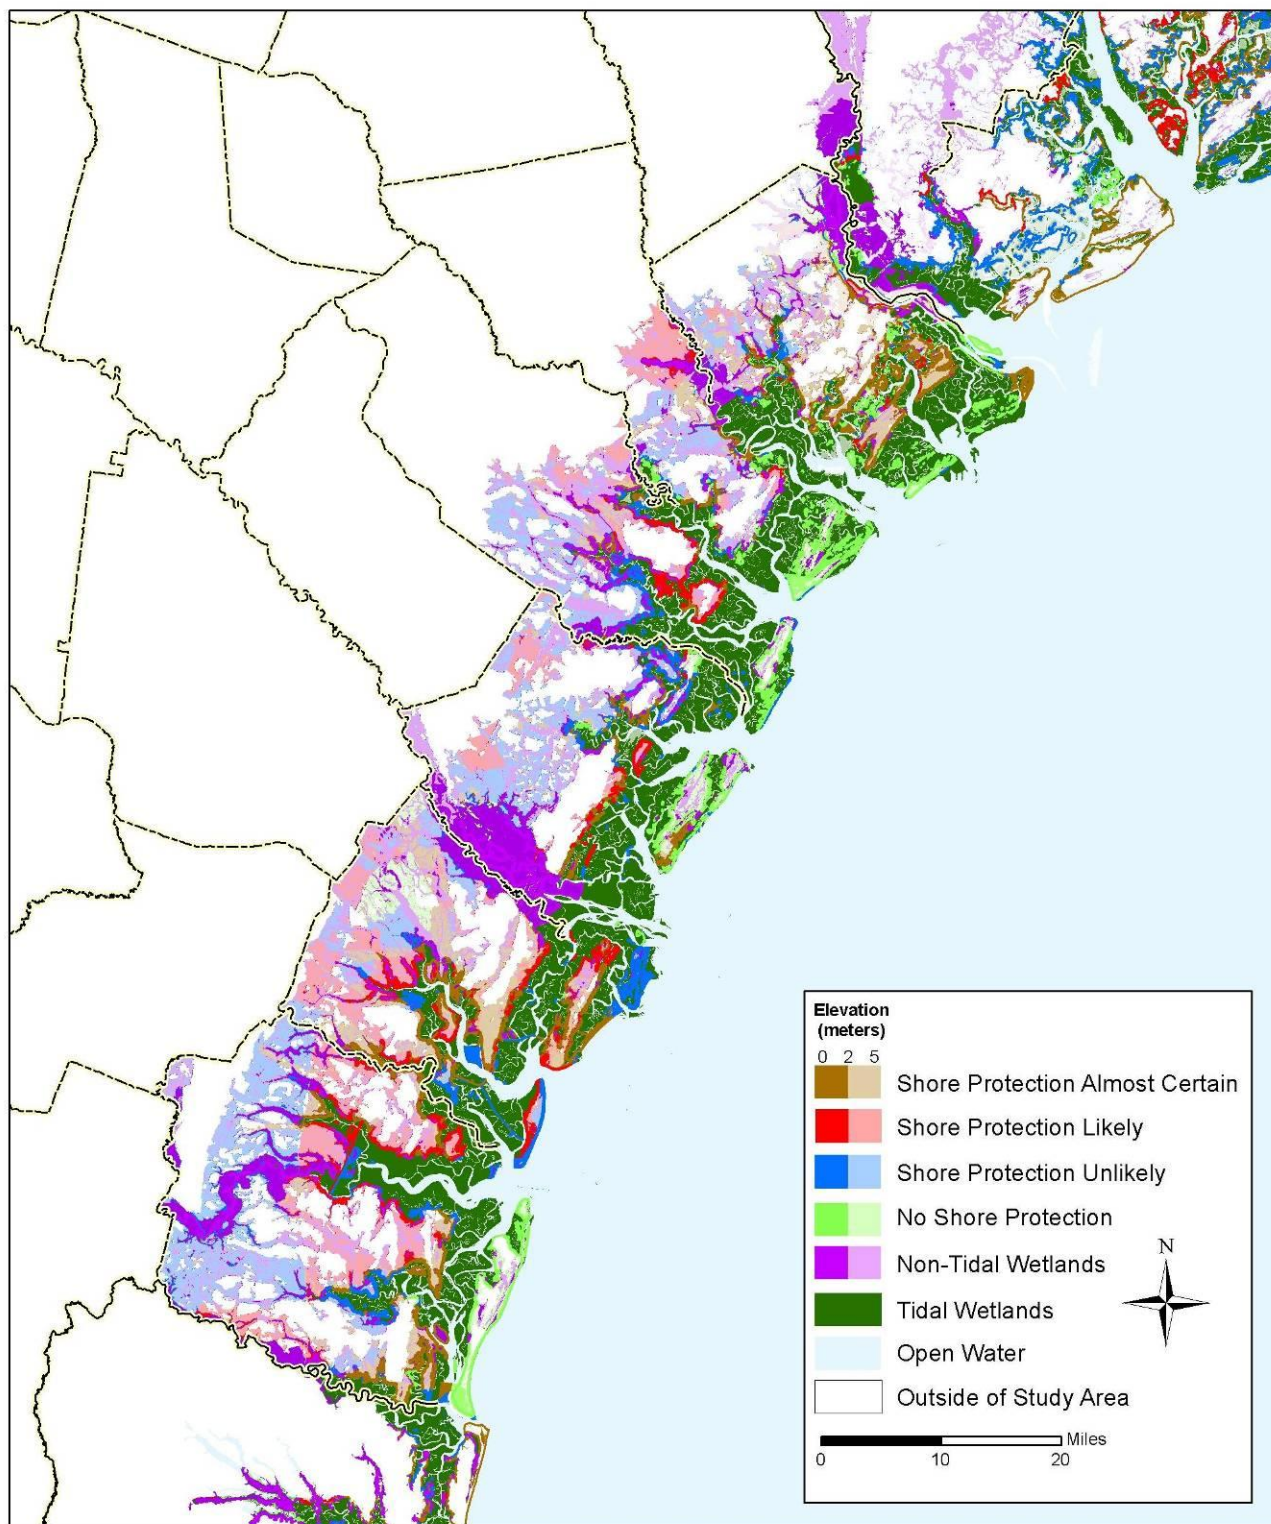 Elevation
(meters)
0 2 5
Shore Protection Almost Certain
Shore Protection Likely
Shore Protection Unlikely
No Shore Protection
Non-Tidal Wetlands
Tidal Wetlands
Open Water
Outside of Study Area
N
Miles
0 10 20